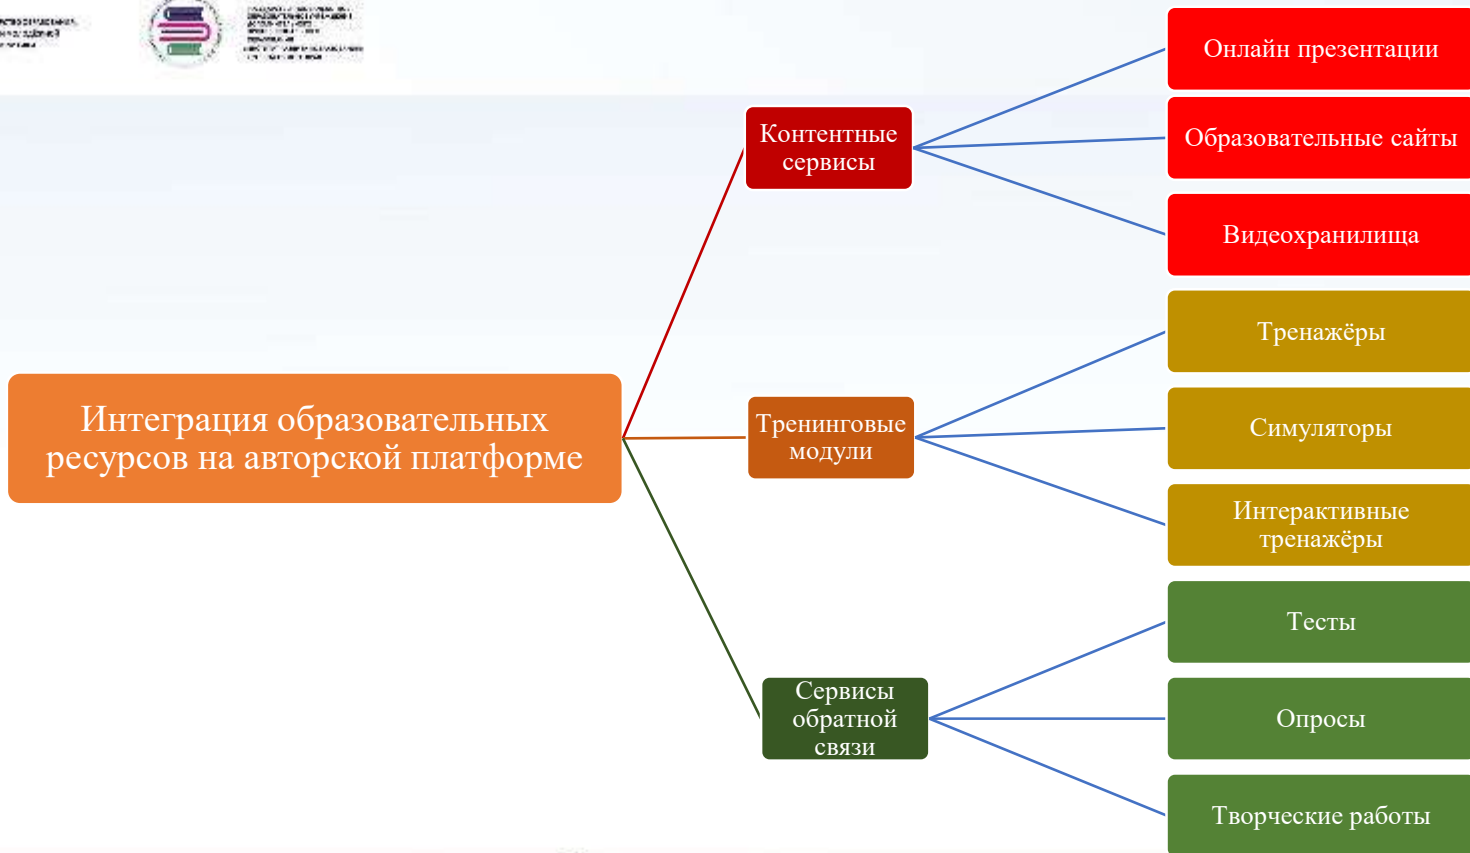 Онлайн презентации
Контентные
сервисы
Образовательные сайты
Видеохранилища
Тренажёры
Интеграция образовательных
ресурсов на авторской платформе
Тренинговые
модули
Симуляторы
Интерактивные
тренажёры
Тесты
Сервисы
обратной
связи
Опросы
Творческие работы